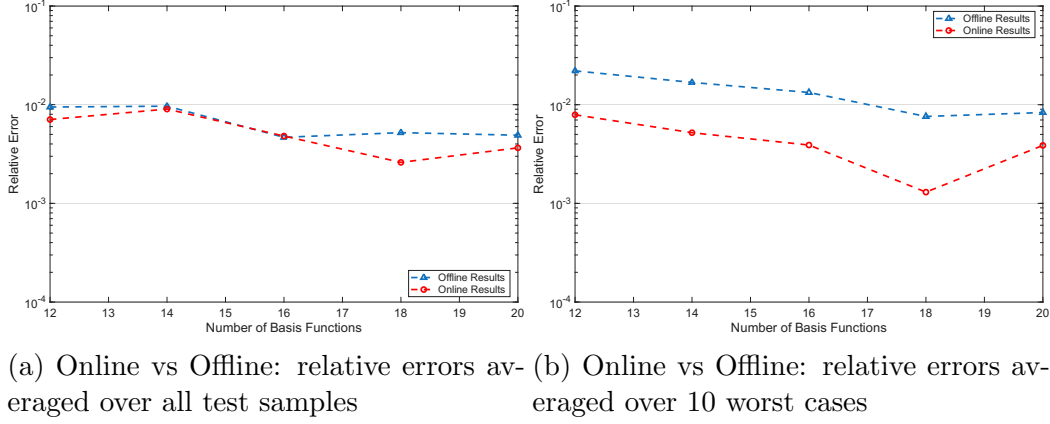 10^-1
10^-2
10^-3
10^-4
Relative Error
12 13 14 15 16 17 18 19 20
Number of Basis Functions
Offline Results
Online Results
(a) Online vs Offline: relative errors av-
eraged over all test samples
10^-1
10^-2
10^-3
10^-4
Relative Error
12 13 14 15 16 17 18 19 20
Number of Basis Functions
Offline Results
Online Results
(b) Online vs Offline: relative errors av-
eraged over 10 worst cases